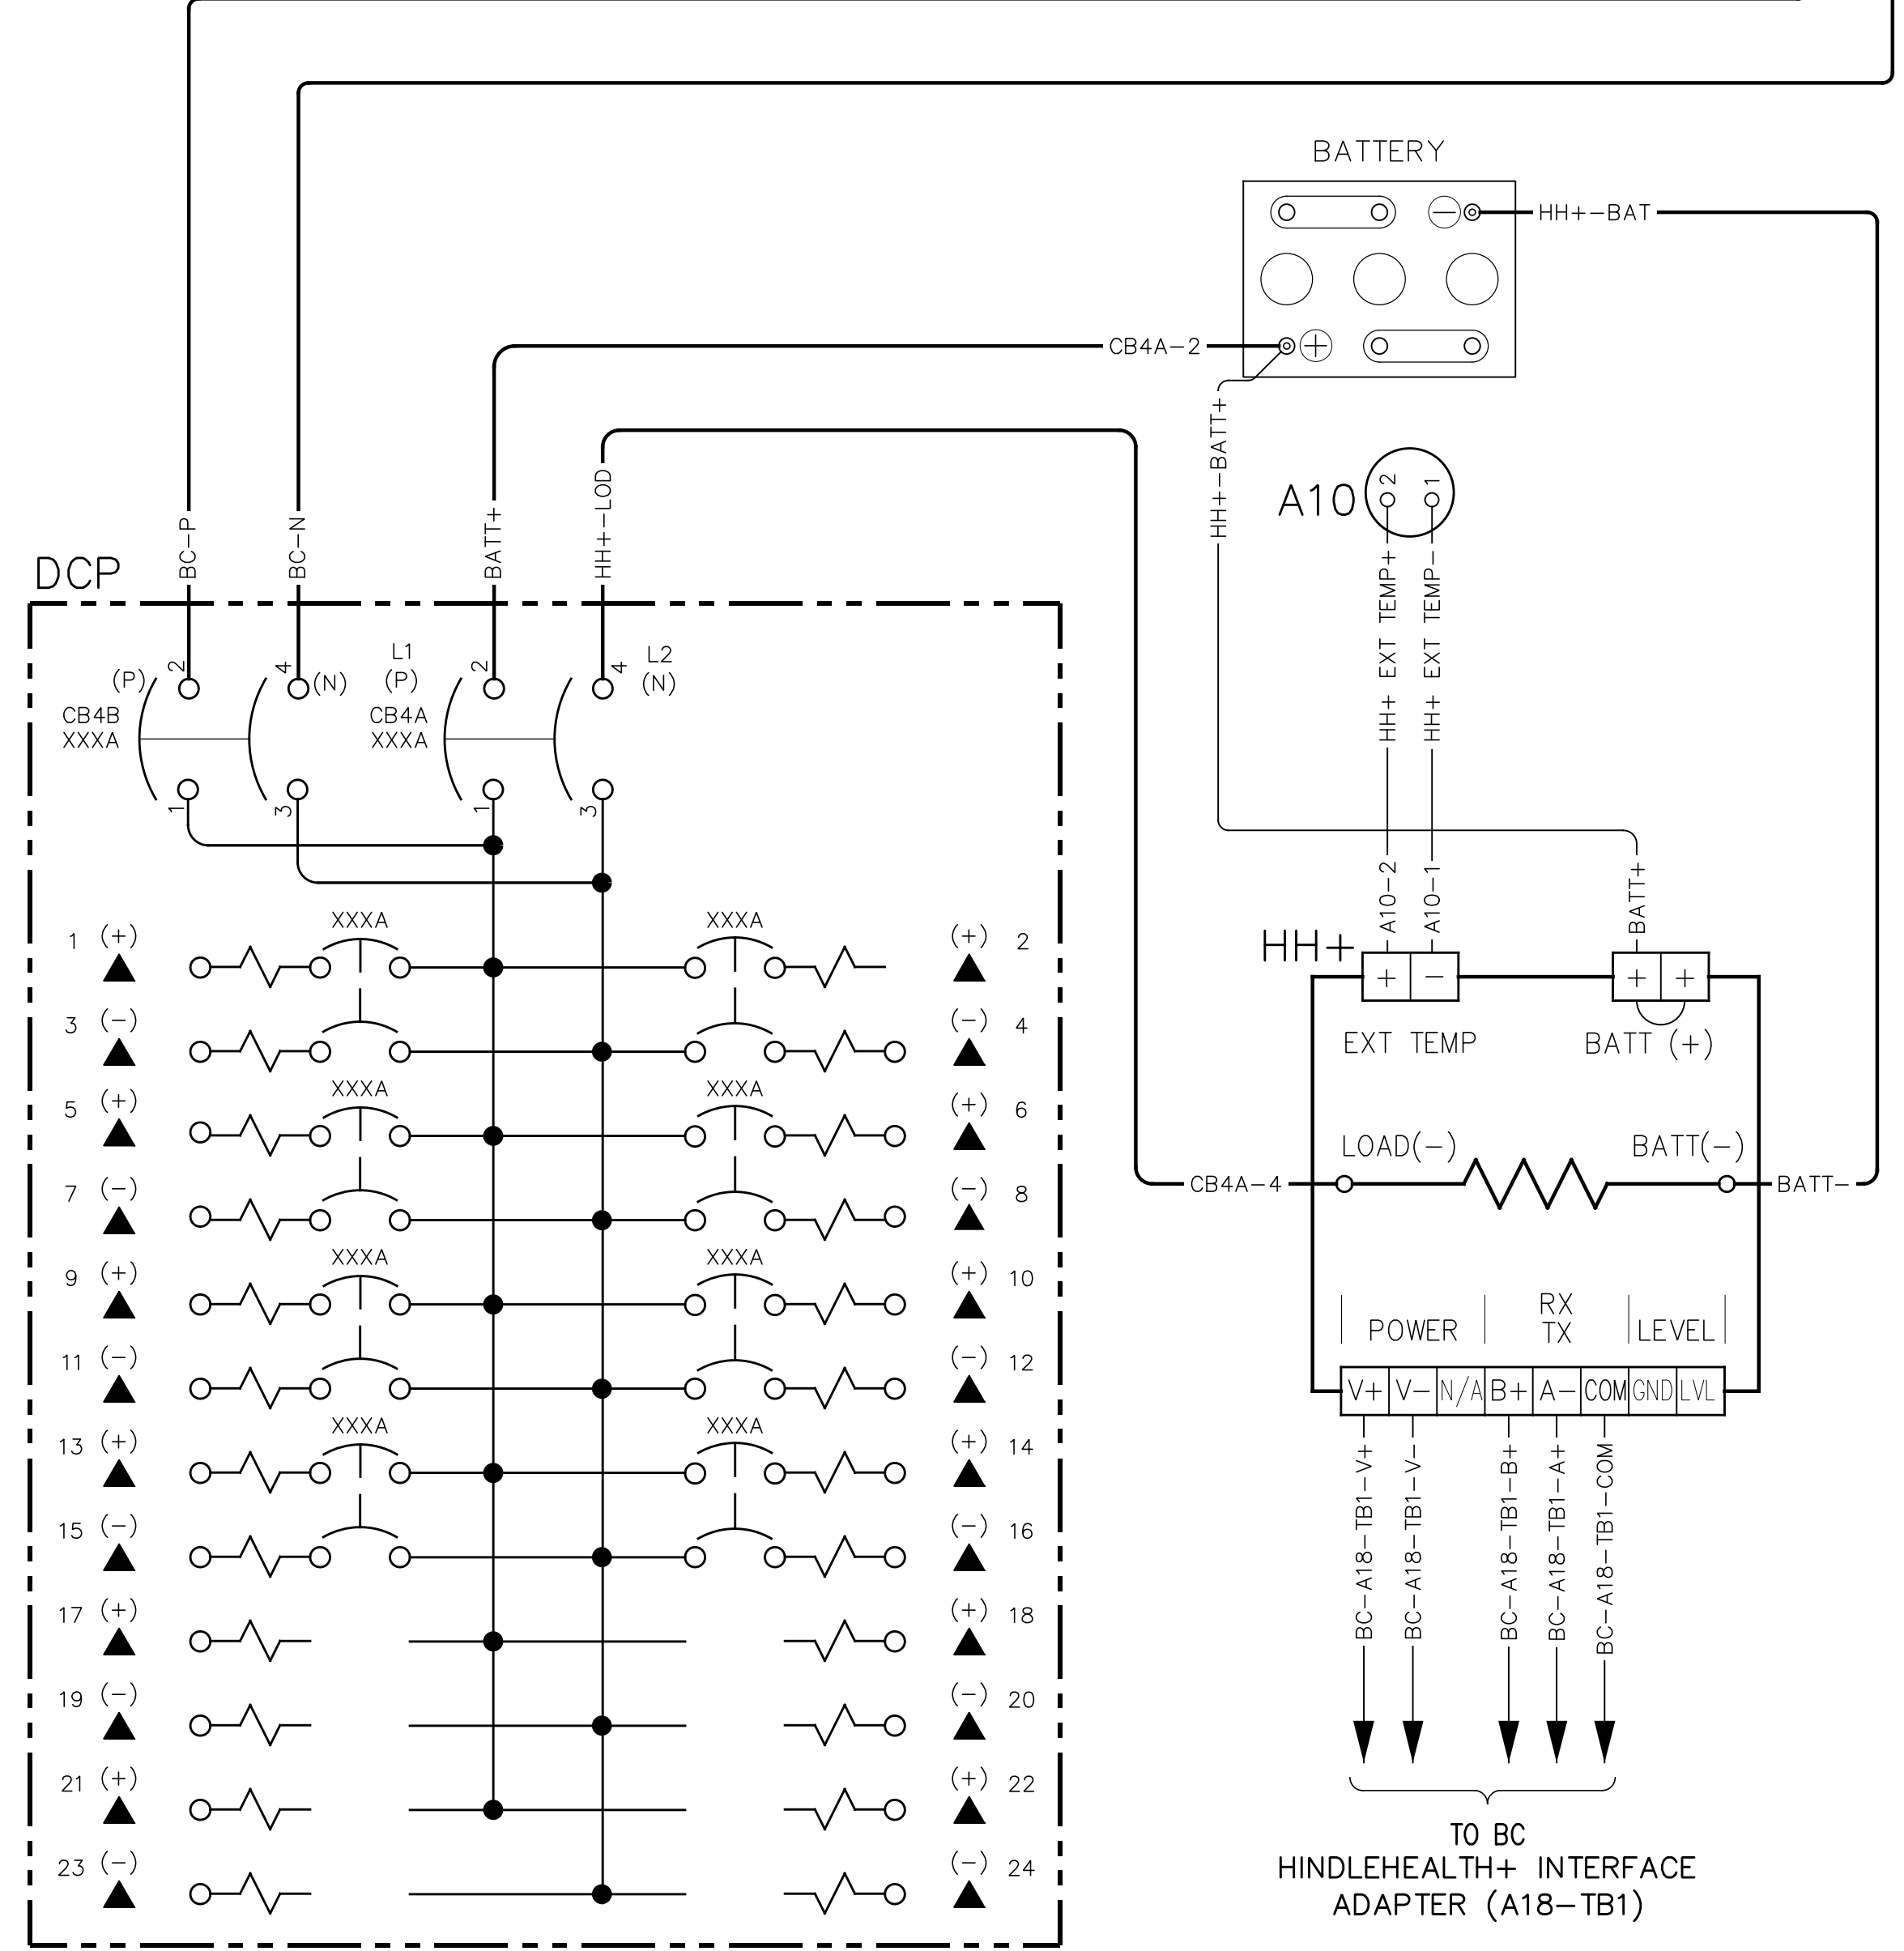 BATTERY
HH+-BAT
CB4A-2
HH+-BATT+
A10
2
1
HH+ EXT TEMP+
HH+ EXT TEMP-
DCP
BC-P
BC-N
BATT+
HH+-LOD
(P)
2
4
(N)
L1
(P)
2
4
L2
(N)
CB4B
XXXA
CB4A
XXXA
1
3
1
3
A10-2
A10-1
BATT+
HH+
+
-
+
+
EXT TEMP
BATT (+)
LOAD(-)
BATT(-)
CB4A-4
BATT-
1 (+) XXXA XXXA (+) 2
3 (-) (-) 4
5 (+) XXXA XXXA (+) 6
7 (-) (-) 8
9 (+) XXXA XXXA (+) 10
11 (-) (-) 12
13 (+) XXXA XXXA (+) 14
15 (-) (-) 16
17 (+) (+) 18
19 (-) (-) 20
21 (+) (+) 22
23 (-) (-) 24
POWER
RX
TX
LEVEL
V+ V- N/A B+ A- COM GND LVL
BC-A18-TB1-V+
BC-A18-TB1-V-
BC-A18-TB1-B+
BC-A18-TB1-A+
BC-A18-TB1-COM
TO BC
HINDLEHEALTH+ INTERFACE
ADAPTER (A18-TB1)